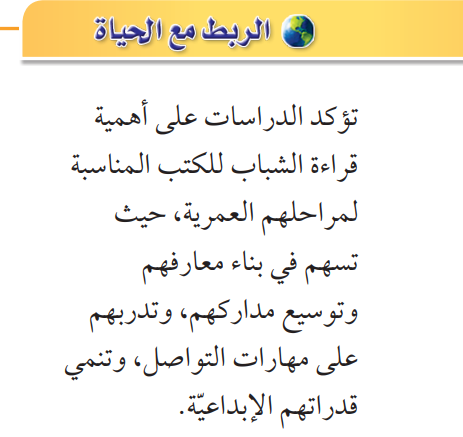 الربط مع الحياة
تؤكد الدراسات على أهمية
قراءة الشباب للكتب المناسبة
لمراحلهم العمرية، حيث
تسهم في بناء معارفهم
وتوسيع مداركهم، وتدربهم
على مهارات التواصل، وتنمي
قدراتهم الإبداعيّة.